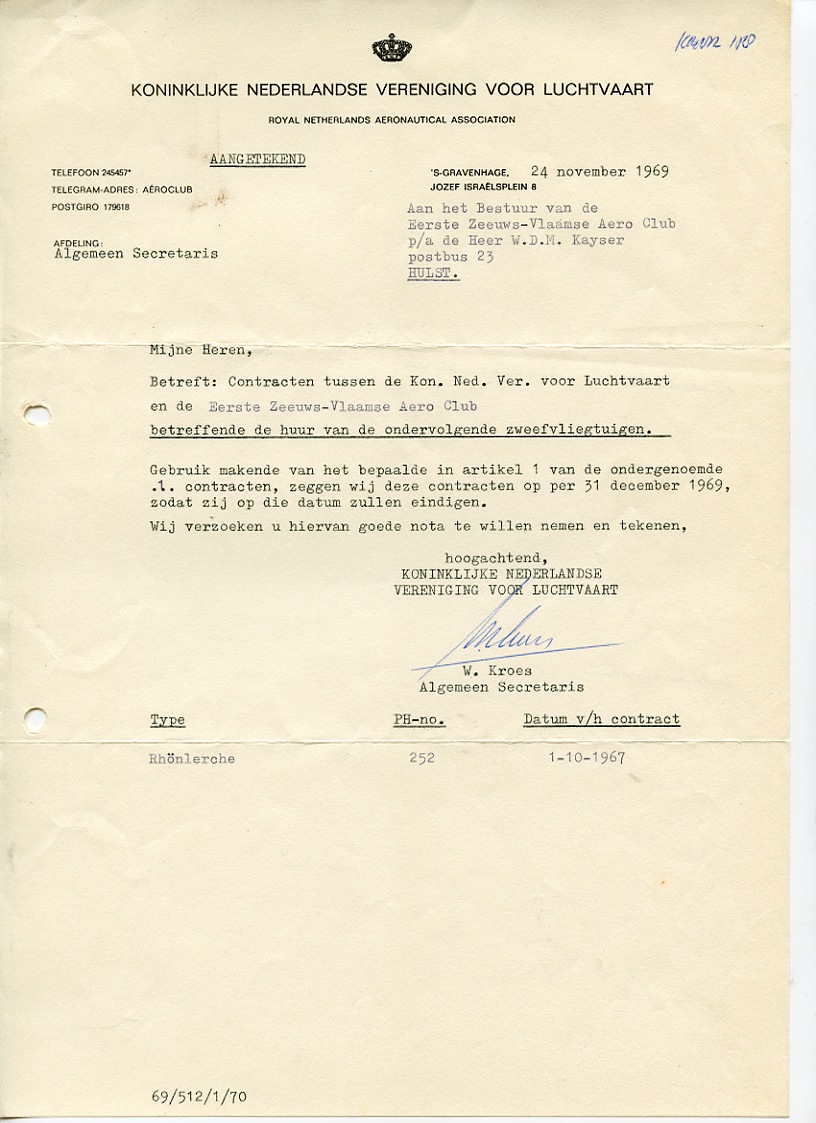 KONINKLIJKE NEDERLANDSE VERENIGING VOOR LUCHTVAART
ROYAL NETHERLANDS AERONAUTICAL ASSOCIATION
AANGETEKEND
TELEFOON 245457*
TELEGRAM-ADRES: AÉROCLUB
POSTGIRO 179618
AFDELING:
Algemeen Secretaris
'S-GRAVENHAGE, 24 november 1969
JOZEF ISRAËLSPLEIN 8
Aan het Bestuur van de
Eerste Zeeuws-Vlaamse Aero Club
p/a de Heer W.D.M. Kayser
postbus 23
HULST.
Mijne Heren,
Betreft: Contracten tussen de Kon. Ned. Ver. voor Luchtvaart
en de Eerste Zeeuws-Vlaamse Aero Club
betreffende de huur van de ondervolgende zweefvliegtuigen.
Gebruik makende van het bepaalde in artikel 1 van de ondergenoemde
.1. contracten, zeggen wij deze contracten op per 31 december 1969,
zodat zij op die datum zullen eindigen.
Wij verzoeken u hiervan goede nota te willen nemen en tekenen,
hoogachtend,
KONINKLIJKE NEDERLANDSE
VERENIGING VOOR LUCHTVAART
W. Kroes
Algemeen Secretaris
Type PH-no. Datum v/h contract
Rhönlerche 252 1-10-1967
69/512/1/70